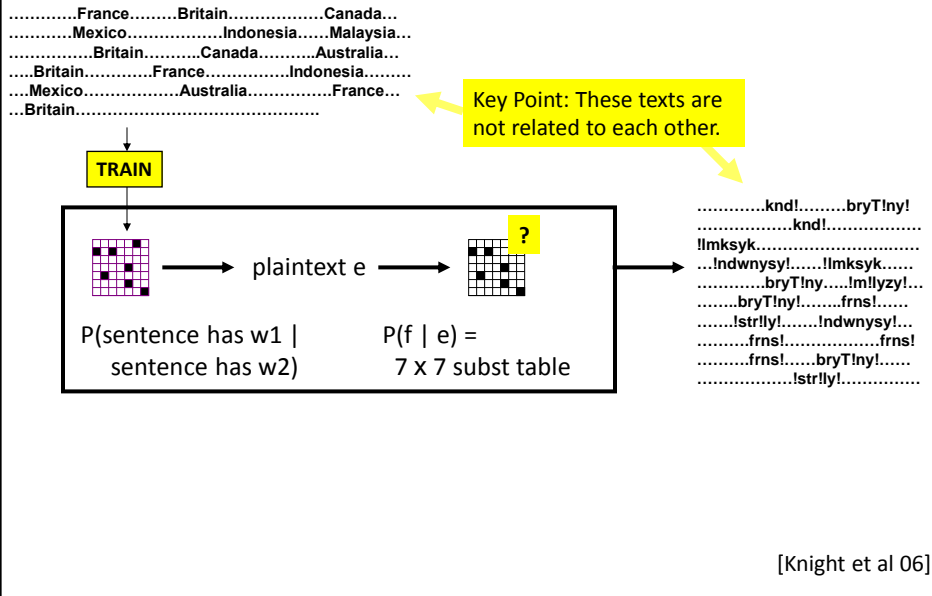 ………….France………Britain………………Canada…
…………Mexico………………Indonesia……Malaysia…
…………….Britain………..Canada………..Australia…
…..Britain………….France…………….Indonesia………
….Mexico……………….Australia…………….France…
…Britain………………………………………….
Key Point: These texts are
not related to each other.
TRAIN
?
plaintext e
P(sentence has w1 |
sentence has w2)
P(f | e) =
7 x 7 subst table
………….knd!………bryT!ny!
……………….knd!……………….
!lmksyk…………………….……
…!ndwnysy!……!lmksyk……
………….bryT!ny…..!m!lyzy!…
……..bryT!ny!……..frns!……
…….!str!ly!…….!ndwnysy!…
……….frns!……………….frns!
……….frns!……bryT!ny!……
……………….!str!ly!……………
[Knight et al 06]